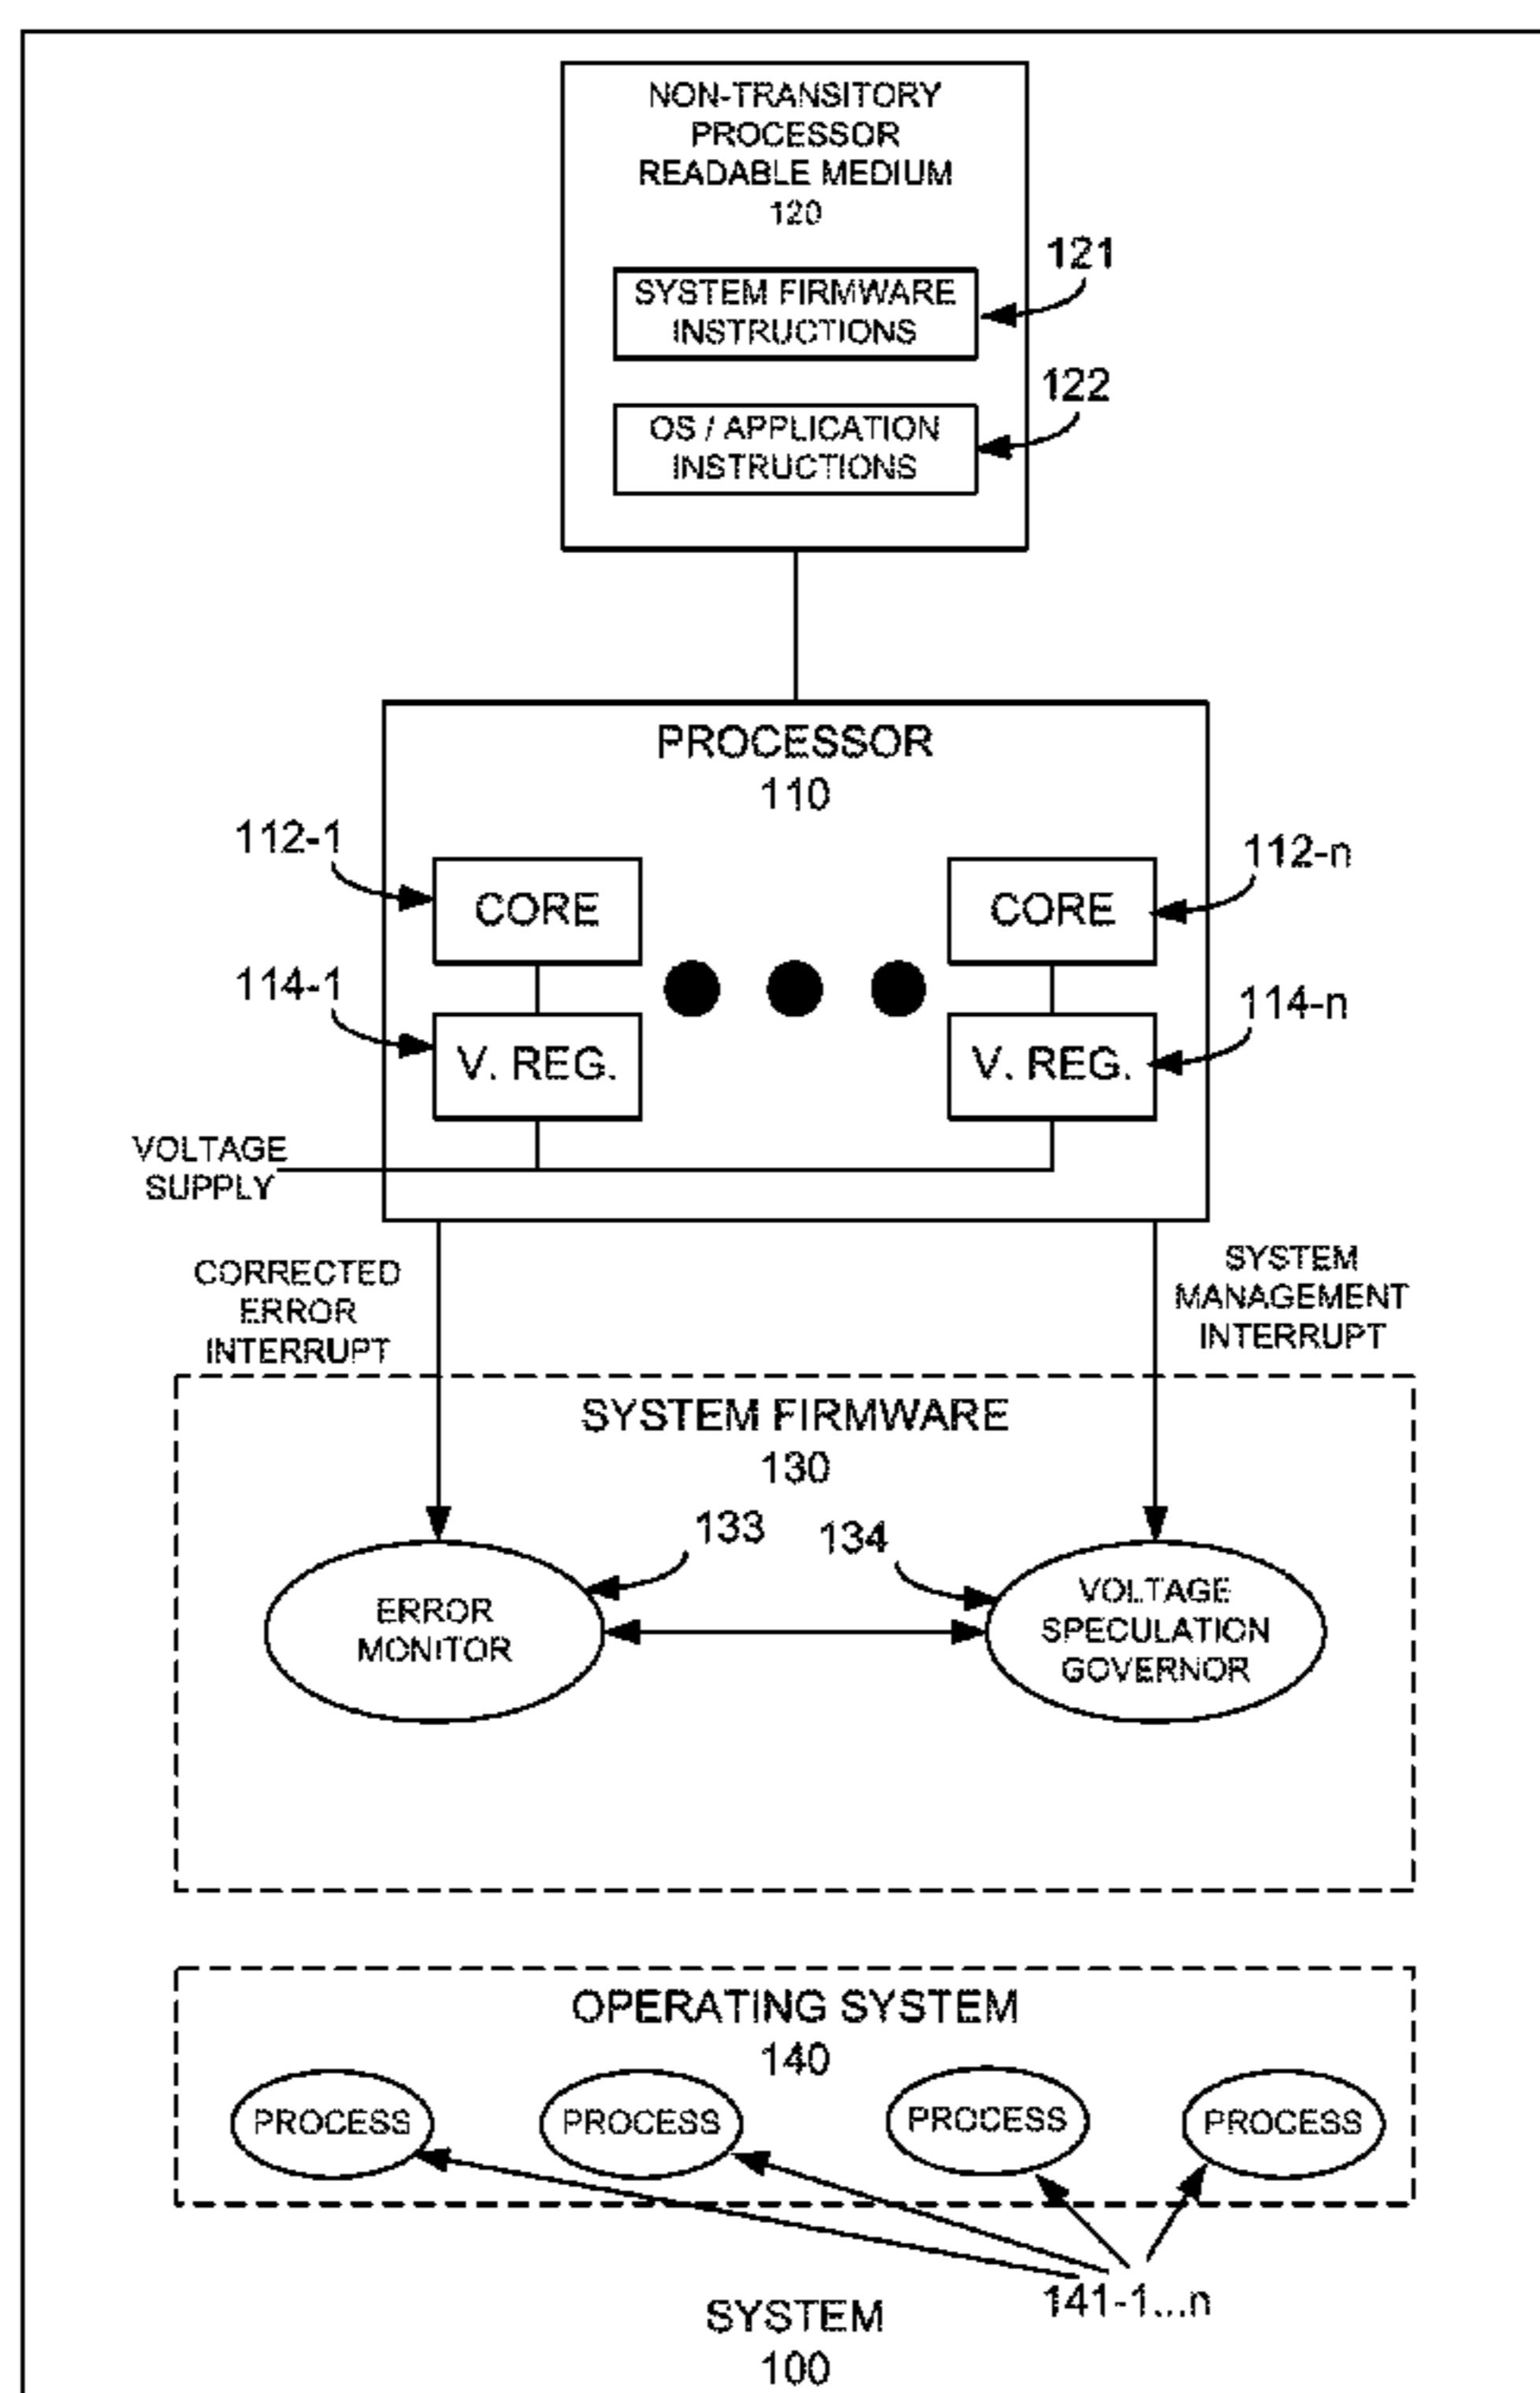 NON-TRANSITORY
PROCESSOR
READABLE MEDIUM
120
121
SYSTEM FIRMWARE
INSTRUCTIONS
122
OS / APPLICATION
INSTRUCTIONS
PROCESSOR
110
112-1
112-n
CORE
CORE
114-1
114-n
V. REG.
V. REG.
VOLTAGE
SUPPLY
CORRECTED
ERROR
INTERRUPT
SYSTEM
MANAGEMENT
INTERRUPT
SYSTEM FIRMWARE
130
133
134
ERROR
MONITOR
VOLTAGE
SPECULATION
GOVERNOR
OPERATING SYSTEM
140
PROCESS
PROCESS
PROCESS
PROCESS
141-1...n
SYSTEM
100